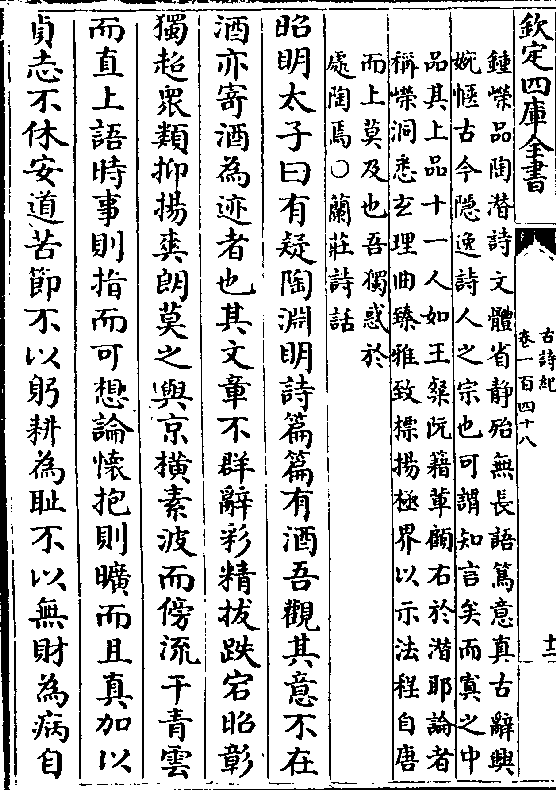 欽定四庫全書
古詩紀
卷一百四十八
十二
鍾嶸品陶潛詩文體省静殆無長語篤意真古辭興
婉愜古今隠逸詩人之宗也可謂知言矣而寘之中
品其上品十一人如王粲阮籍軰顧右於潛耶論者
稱嶸洞悉玄理曲臻雅致標揚極界以示法程自唐
而上莫及也吾獨惑於
處陶焉○蘭莊詩話
昭明太子曰有疑陶淵明詩篇篇有酒吾觀其意不在
酒亦寄酒為迹者也其文章不群辭彩精拔跌宕昭彰
獨超衆類抑揚爽朗莫之與京橫素波而傍流干青雲
而直上語時事則指而可想論懐抱則曠而且真加以
貞志不休安道苦節不以躬耕為恥不以無財為病自